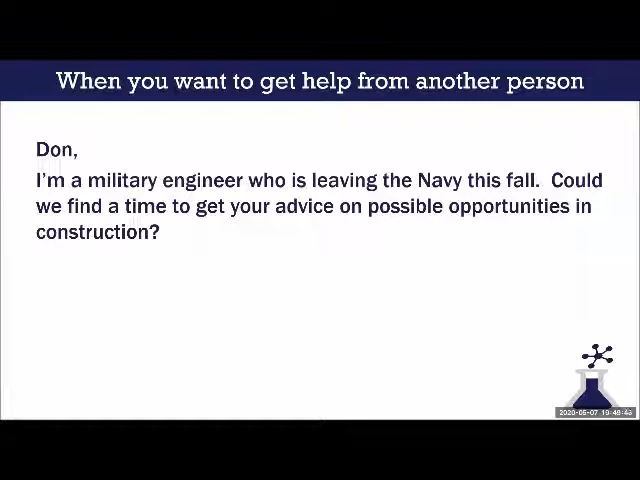 When you want to get help from another person
Don,
I'm a military engineer who is leaving the Navy this fall.  Could
we find a time to get your advice on possible opportunities in
construction?
2020-05-07 19:49:43